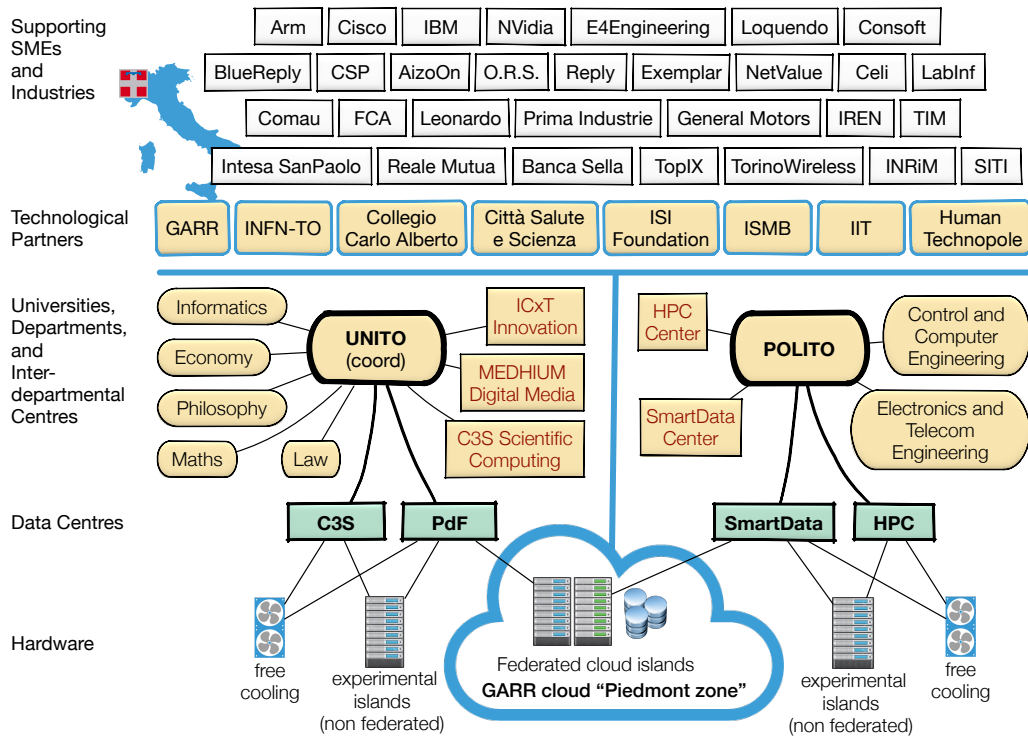 Supporting
SMEs
and
Industries
Arm
Cisco
IBM
NVidia
E4Engineering
Loquendo
Consoft
BlueReply
CSP
AizoOn
O.R.S.
Reply
Exemplar
NetValue
Celi
LabInf
Comau
FCA
Leonardo
Prima Industrie
General Motors
IREN
TIM
Intesa SanPaolo
Reale Mutua
Banca Sella
TopIX
TorinoWireless
INRiM
SITI
Technological
Partners
GARR
INFN-TO
Collegio
Carlo Alberto
Città Salute
e Scienza
ISI
Foundation
ISMB
IIT
Human
Technopole
Universities,
Departments,
and
Inter-
departmental
Centres
Informatics
Economy
Philosophy
Maths
Law
UNITO
(coord)
ICxT
Innovation
MEDHIUM
Digital Media
C3S Scientific
Computing
HPC
Center
SmartData
Center
POLITO
Control and
Computer
Engineering
Electronics and
Telecom
Engineering
Data Centres
C3S
PdF
SmartData
HPC
Hardware
free
cooling
experimental
islands
(non federated)
Federated cloud islands
GARR cloud “Piedmont zone”
experimental
islands
(non federated)
free
cooling